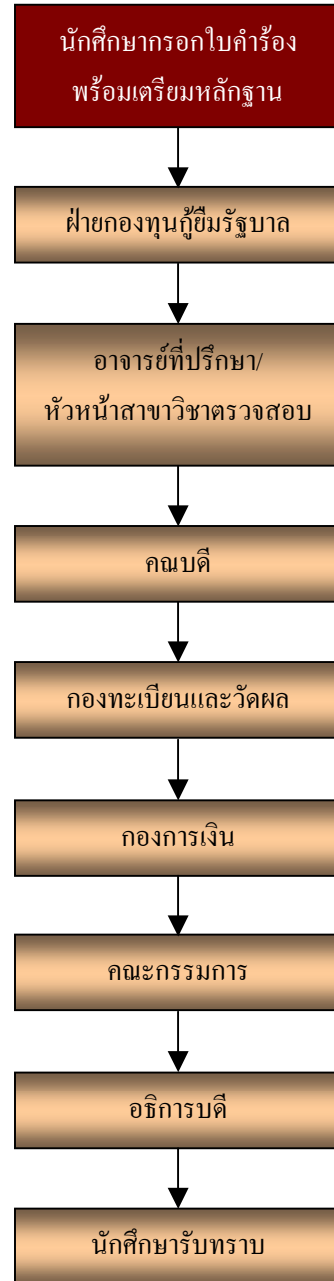 นักศึกษากรอกใบคำร้อง
พร้อมเตรียมหลักฐาน
ฝ่ายกองทุนกู้ยืมรัฐบาล
อาจารย์ที่ปรึกษา/
หัวหน้าสาขาวิชาตรวจสอบ
คณบดี
กองทะเบียนและวัดผล
กองการเงิน
คณะกรรมการ
อธิการบดี
นักศึกษารับทราบ